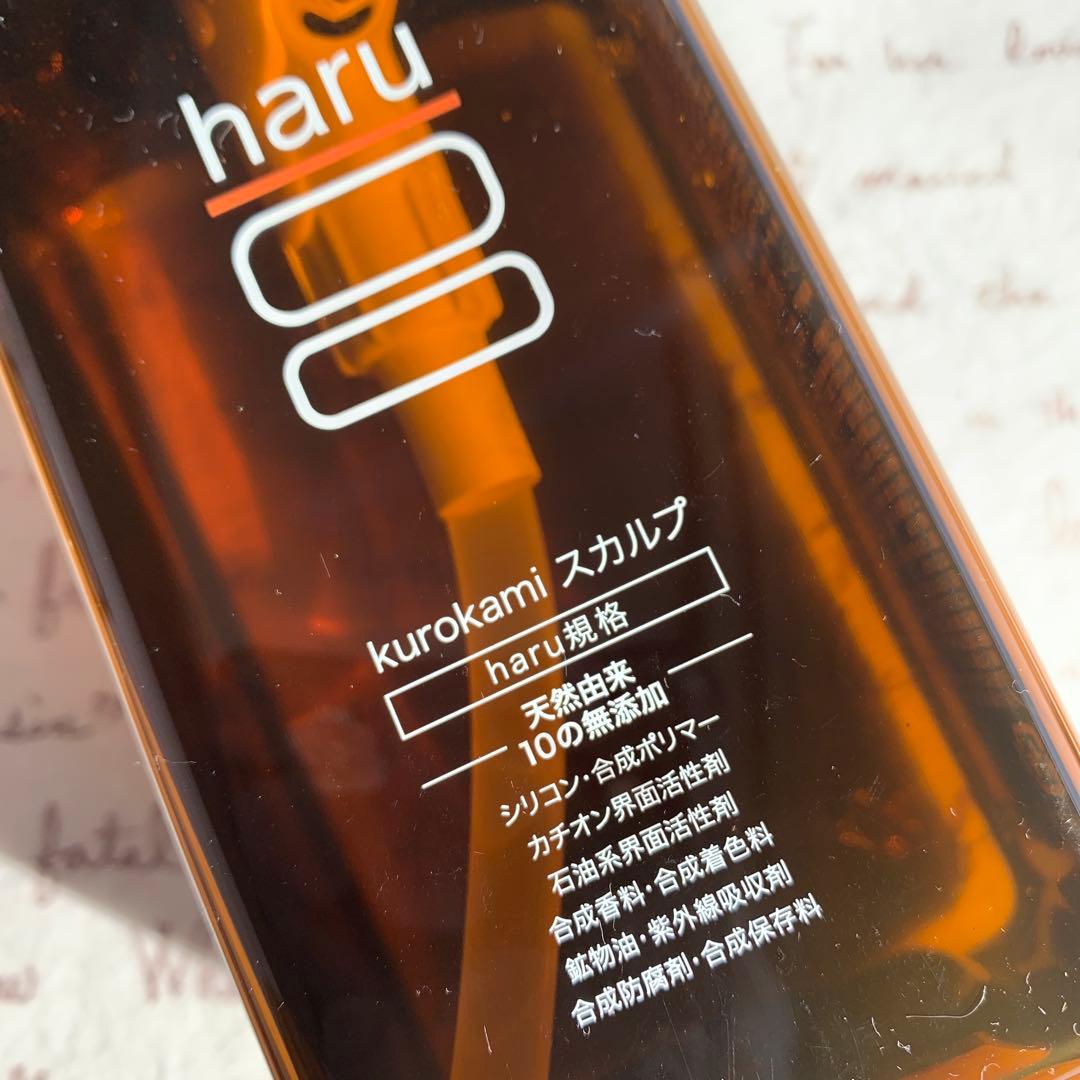 haru
kurokami スカルプ
haru規格
天然由来
10の無添加
シリコン・合成ポリマー
カチオン界面活性剤
石油系界面活性剤
合成香料・合成着色料
鉱物油・紫外線吸収剤
合成防腐剤・合成保存料